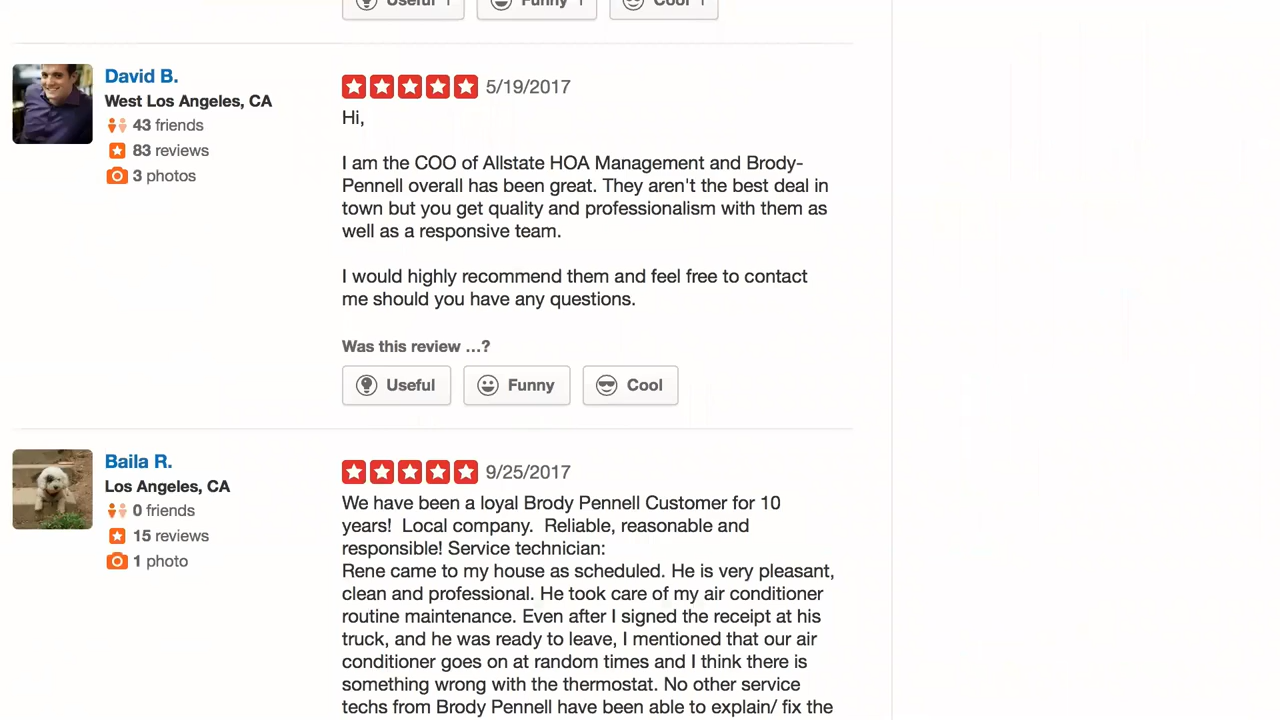 Useful 1 Funny 1 Cool 1
David B.
West Los Angeles, CA
43 friends
83 reviews
3 photos
5/19/2017
Hi,
I am the COO of Allstate HOA Management and Brody-
Pennell overall has been great. They aren't the best deal in
town but you get quality and professionalism with them as
well as a responsive team.
I would highly recommend them and feel free to contact
me should you have any questions.
Was this review ...?
Useful Funny Cool
Baila R.
Los Angeles, CA
0 friends
15 reviews
1 photo
9/25/2017
We have been a loyal Brody Pennell Customer for 10
years!  Local company.  Reliable, reasonable and
responsible! Service technician:
Rene came to my house as scheduled. He is very pleasant,
clean and professional. He took care of my air conditioner
routine maintenance. Even after I signed the receipt at his
truck, and he was ready to leave, I mentioned that our air
conditioner goes on at random times and I think there is
something wrong with the thermostat. No other service
techs from Brody Pennell have been able to explain/ fix the